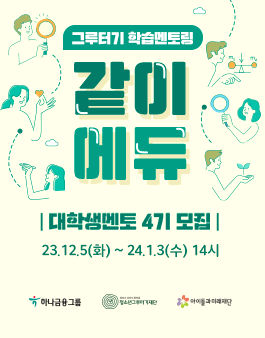 그루터기 학습멘토링
같이
에듀
| 대학생멘토 4기 모집 |
23.12.5(화) ~ 24.1.3(수) 14시
하나금융그룹
청소년그루터기재단
아이들과미래재단